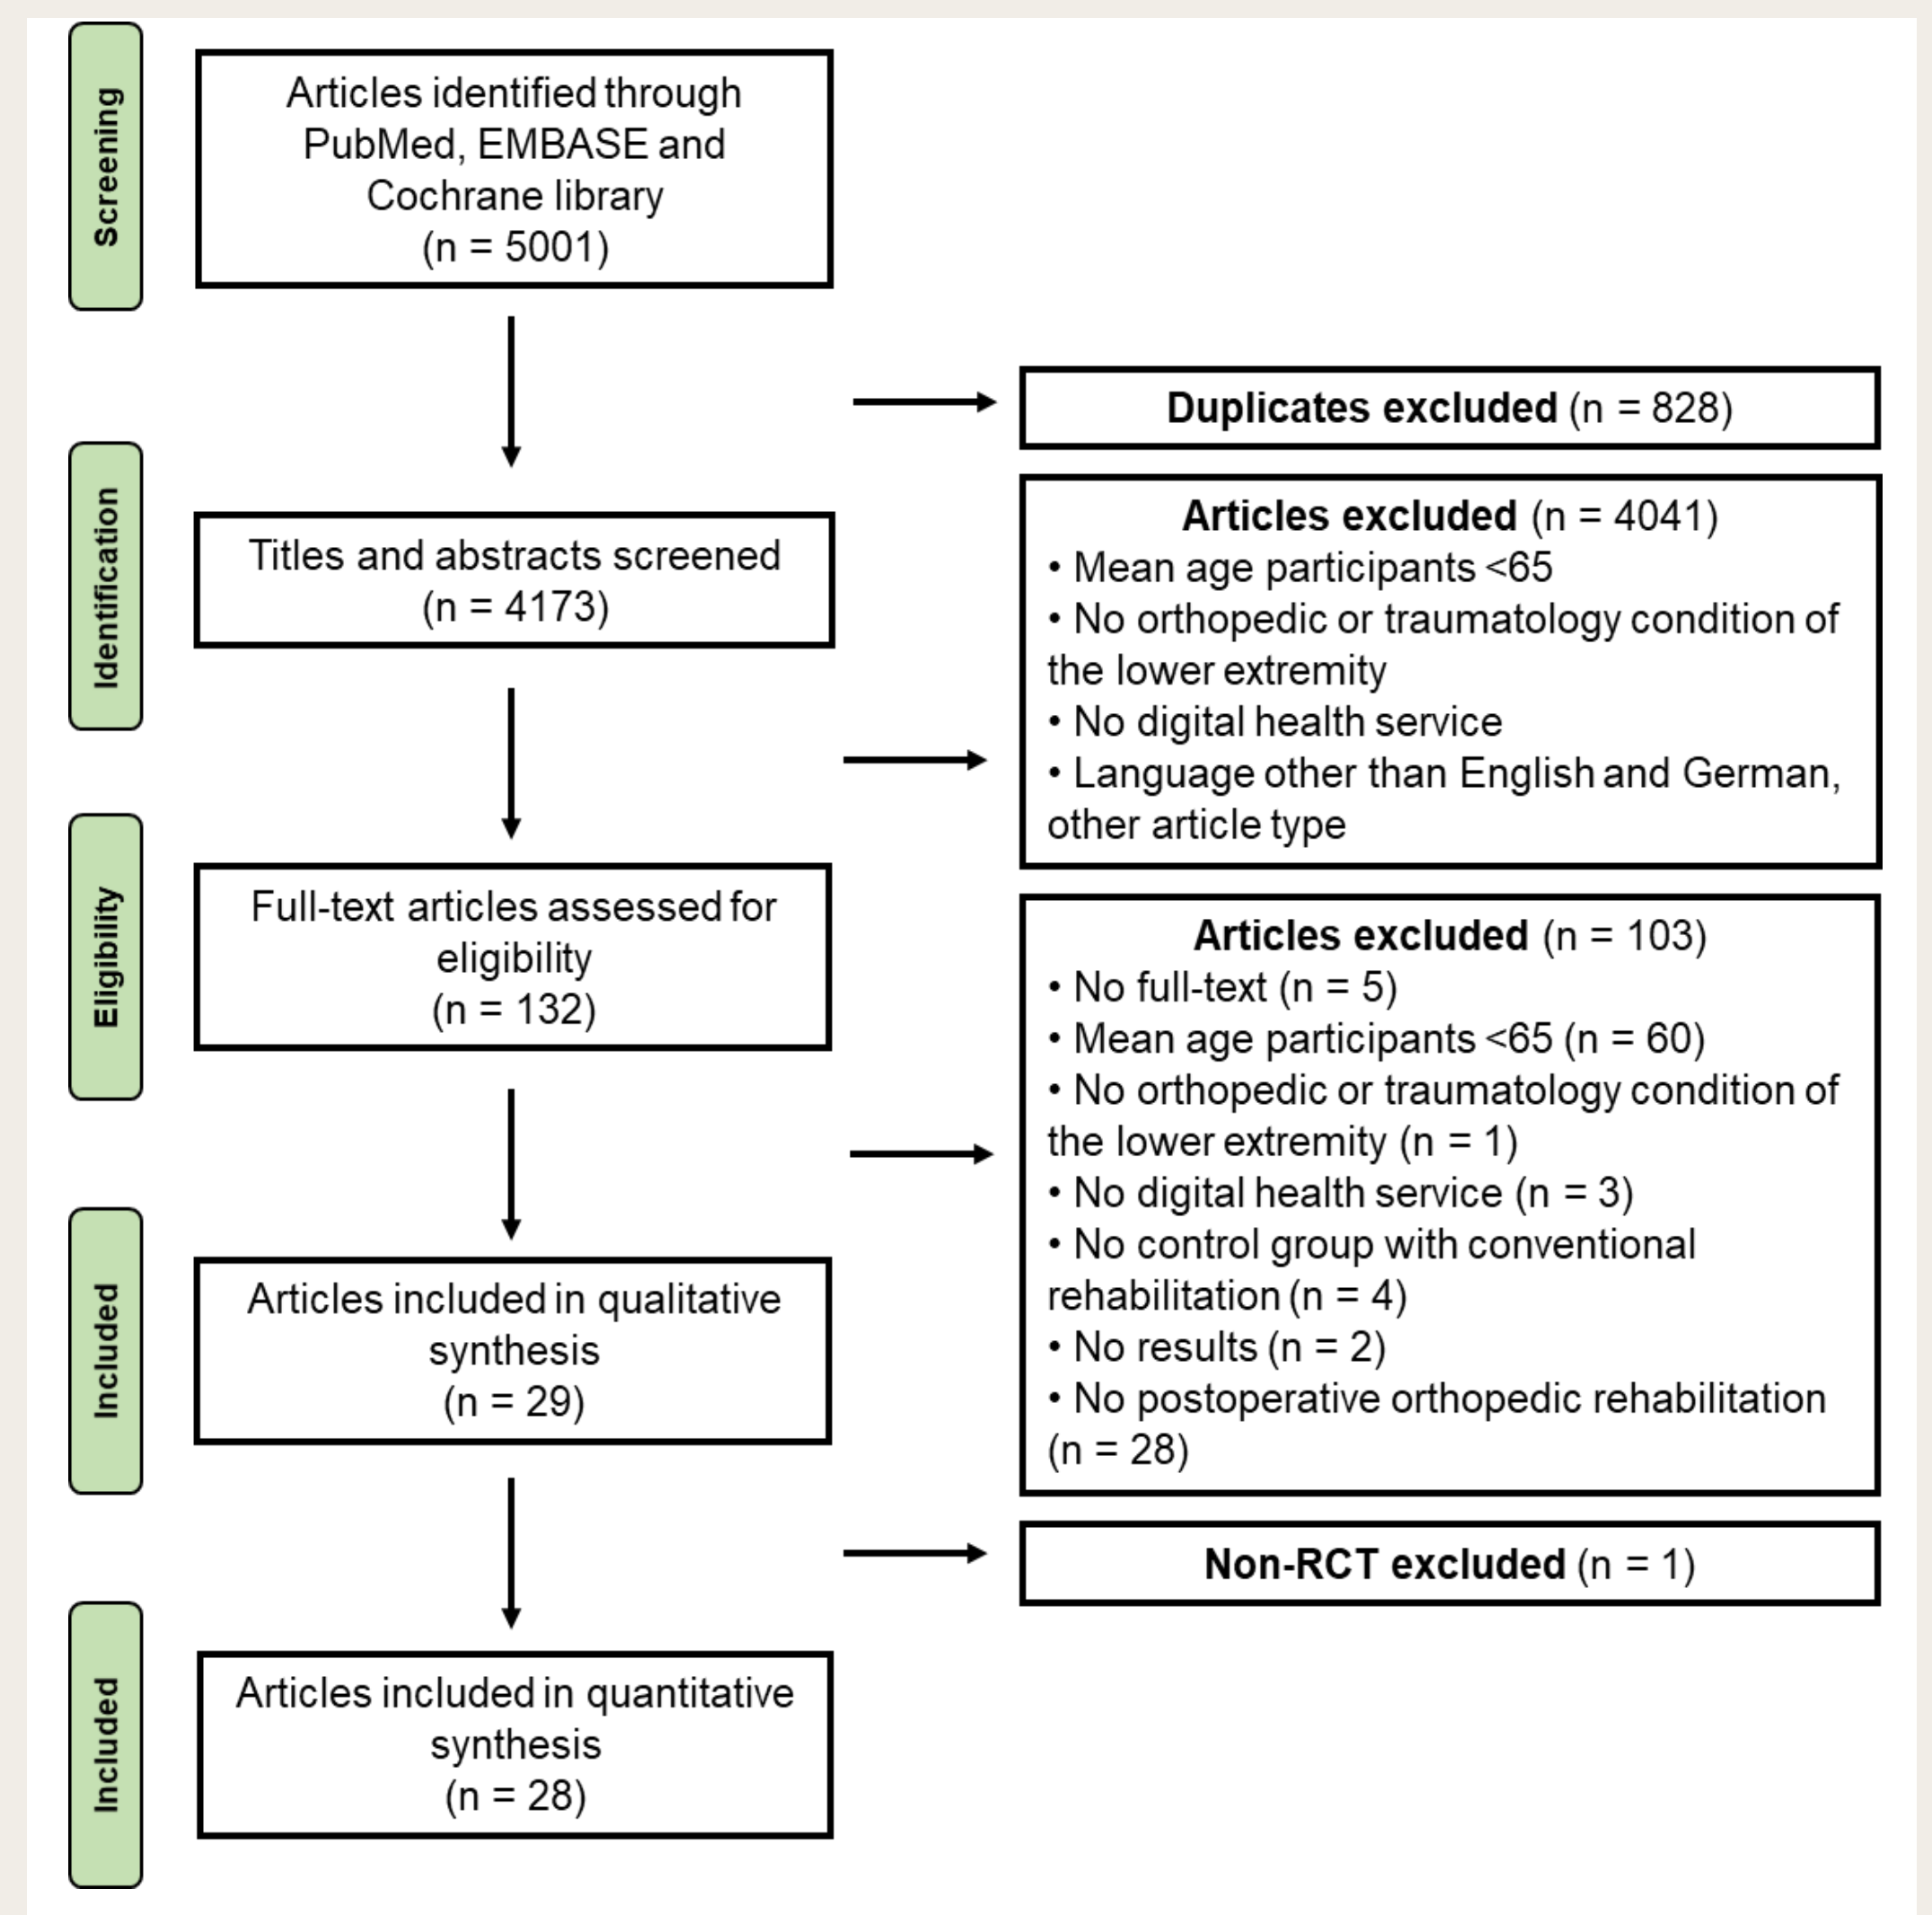 Screening
Articles identified through
PubMed, EMBASE and
Cochrane library
(n = 5001)
Duplicates excluded (n = 828)
Identification
Titles and abstracts screened
(n = 4173)
Articles excluded (n = 4041)
• Mean age participants <65
• No orthopedic or traumatology condition of
the lower extremity
• No digital health service
• Language other than English and German,
other article type
Eligibility
Full-text articles assessed for
eligibility
(n = 132)
Articles excluded (n = 103)
• No full-text (n = 5)
• Mean age participants <65 (n = 60)
• No orthopedic or traumatology condition of
the lower extremity (n = 1)
• No digital health service (n = 3)
• No control group with conventional
rehabilitation (n = 4)
• No results (n = 2)
• No postoperative orthopedic rehabilitation
(n = 28)
Included
Articles included in qualitative
synthesis
(n = 29)
Non-RCT excluded (n = 1)
Included
Articles included in quantitative
synthesis
(n = 28)